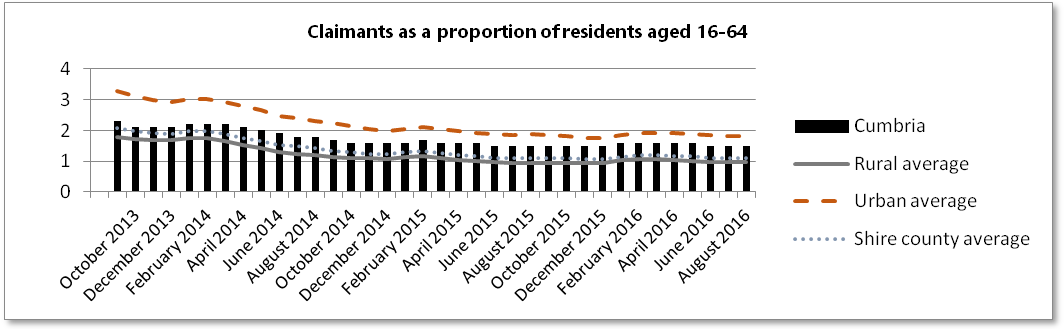 Claimants as a proportion of residents aged 16-64
4
3
2
1
0
October 2013
December 2013
February 2014
April 2014
June 2014
August 2014
October 2014
December 2014
February 2015
April 2015
June 2015
August 2015
October 2015
December 2015
February 2016
April 2016
June 2016
August 2016
Cumbria
Rural average
Urban average
Shire county average